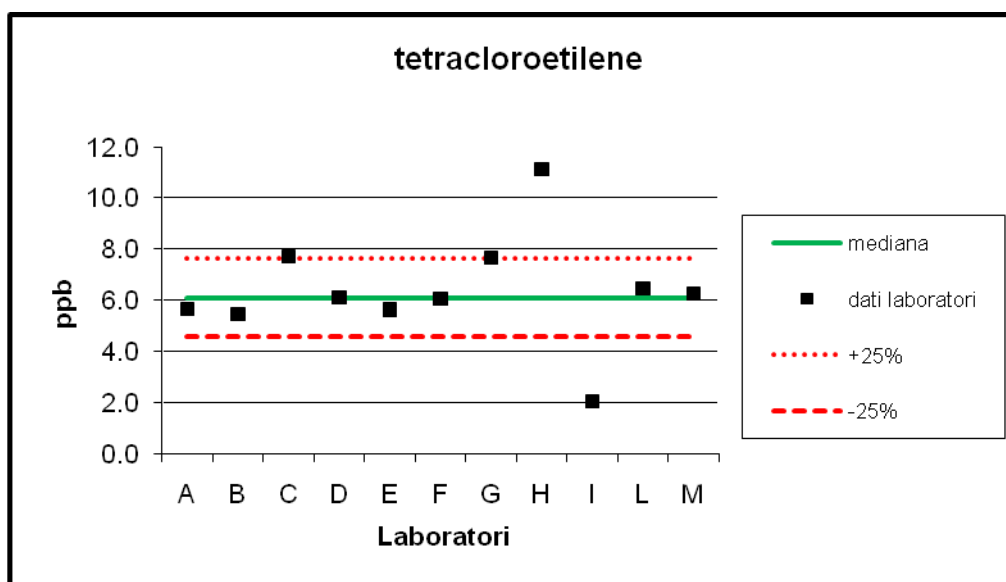 tetracloroetilene
12.0
10.0
8.0
6.0
4.0
2.0
0.0
ppb
A B C D E F G H I L M
Laboratori
mediana
dati laboratori
+25%
-25%